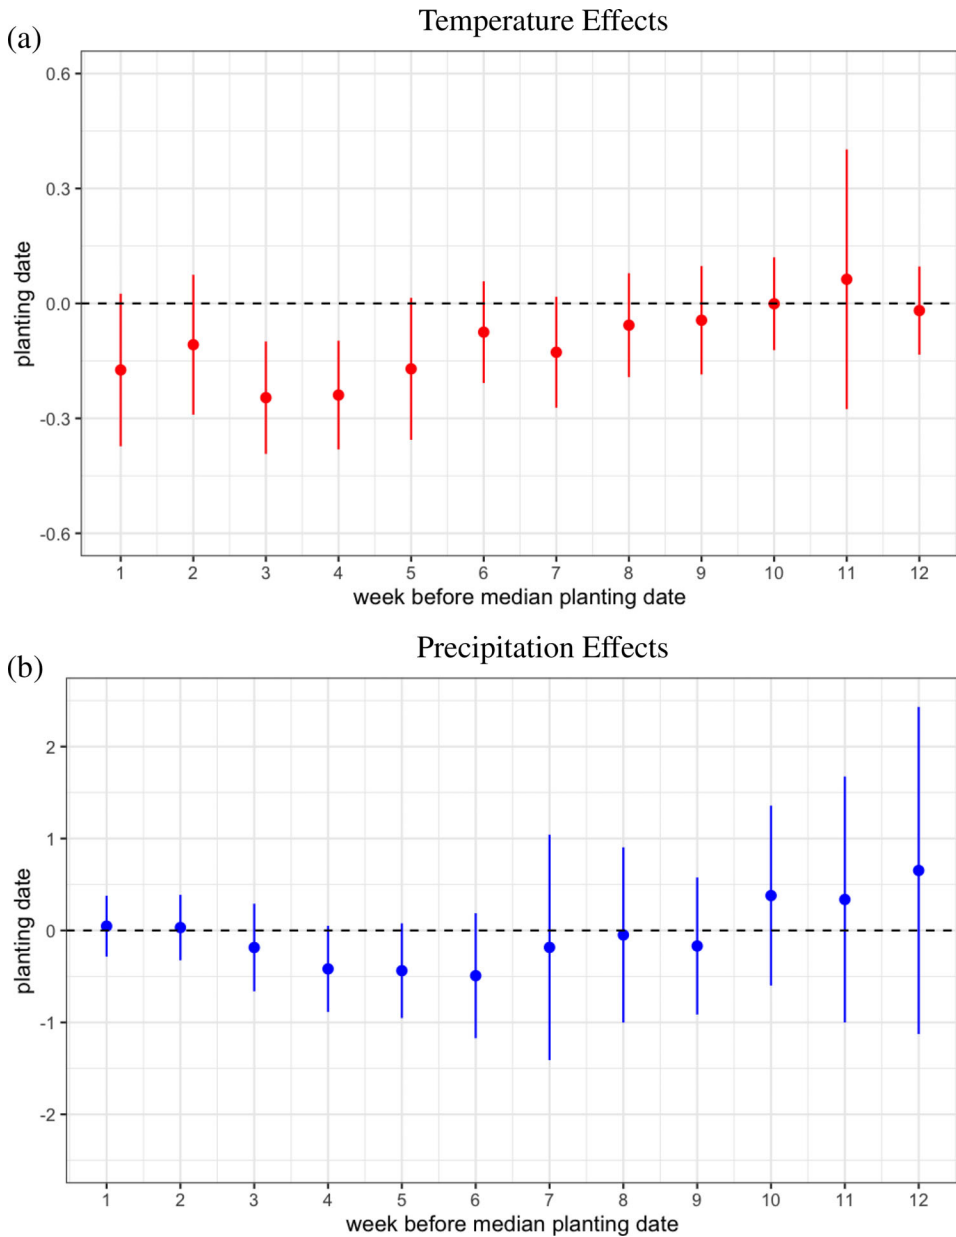 Temperature Effects
(a)
0.6
0.3
0.0
-0.3
-0.6
planting date
1 2 3 4 5 6 7 8 9 10 11 12
week before median planting date
Precipitation Effects
(b)
2
1
0
-1
-2
planting date
1 2 3 4 5 6 7 8 9 10 11 12
week before median planting date